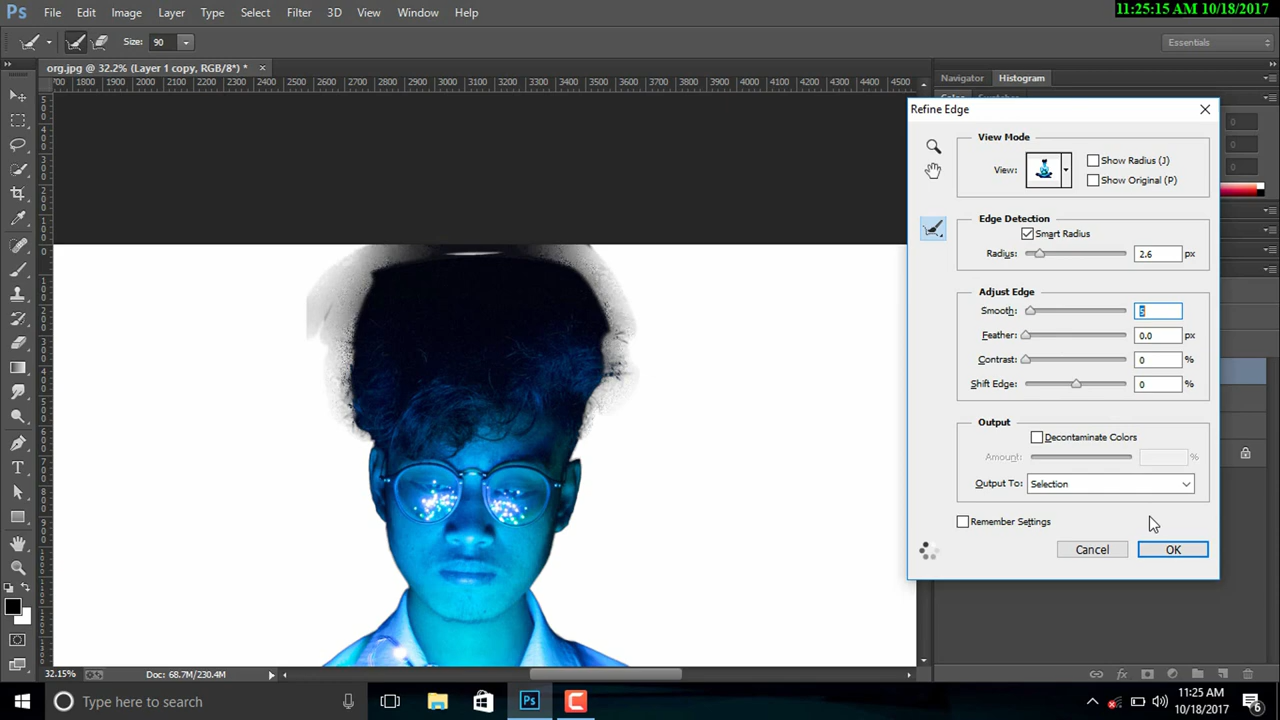 11:25:15 AM 10/18/2017
Ps File Edit Image Layer Type Select Filter 3D View Window Help
Size: 90
Essentials
org.jpg @ 32.2% (Layer 1 copy, RGB/8*) *
Navigator Histogram
1800 1900 2000 2100 2200 2300 2400 2500 2600 2700 2800 2900 3000 3100 3200 3300 3400 3500 3600 3700 3800 3900 4000 4100 4200 4300 4400 4500
Refine Edge
View Mode
View:
Show Radius (J)
Show Original (P)
Edge Detection
Smart Radius
Radius: 2.6 px
Adjust Edge
Smooth: 5
Feather: 0.0 px
Contrast: 0 %
Shift Edge: 0 %
Output
Decontaminate Colors
Amount: %
Output To: Selection
Remember Settings
Cancel OK
0
0
0
32.15% Doc: 68.7M/230.4M
Type here to search
Ps
11:25 AM
10/18/2017
6